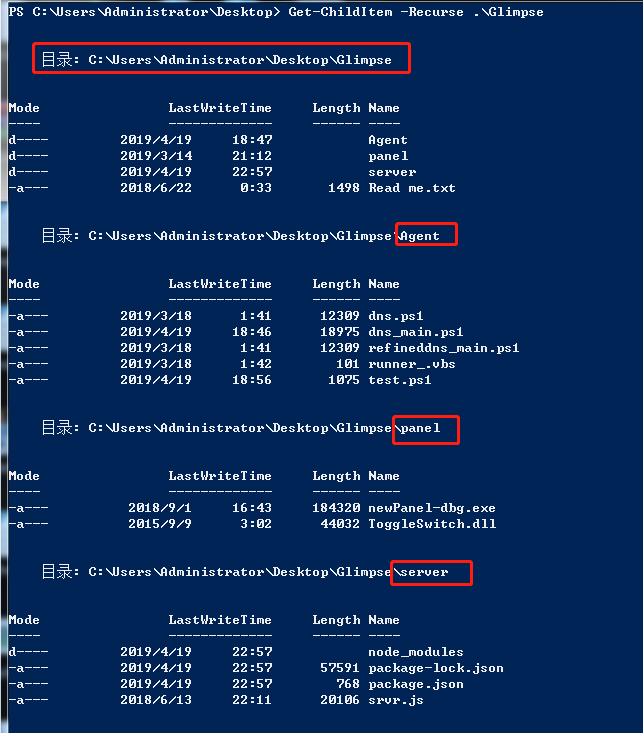 PS C:\Users\Administrator\Desktop> Get-ChildItem -Recurse .\Glimpse
目录: C:\Users\Administrator\Desktop\Glimpse
Mode LastWriteTime Length Name
---- ------------- ------ ----
d---- 2019/4/19 18:47 Agent
d---- 2019/3/14 21:12 panel
d---- 2019/4/19 22:57 server
-a--- 2018/6/22 0:33 1498 Read me.txt
目录: C:\Users\Administrator\Desktop\Glimpse\Agent
Mode LastWriteTime Length Name
---- ------------- ------ ----
-a--- 2019/3/18 1:41 12309 dns.ps1
-a--- 2019/4/19 18:46 18975 dns_main.ps1
-a--- 2019/3/18 1:41 12309 refineddns_main.ps1
-a--- 2019/3/18 1:42 101 runner_.vbs
-a--- 2019/4/19 18:56 1075 test.ps1
目录: C:\Users\Administrator\Desktop\Glimpse\panel
Mode LastWriteTime Length Name
---- ------------- ------ ----
-a--- 2018/9/1 16:43 184320 newPanel-dbg.exe
-a--- 2015/9/9 3:02 44032 ToggleSwitch.dll
目录: C:\Users\Administrator\Desktop\Glimpse\server
Mode LastWriteTime Length Name
---- ------------- ------ ----
d---- 2019/4/19 22:57 node_modules
-a--- 2019/4/19 22:57 57591 package-lock.json
-a--- 2019/4/19 22:57 768 package.json
-a--- 2018/6/13 22:11 20106 srvr.js